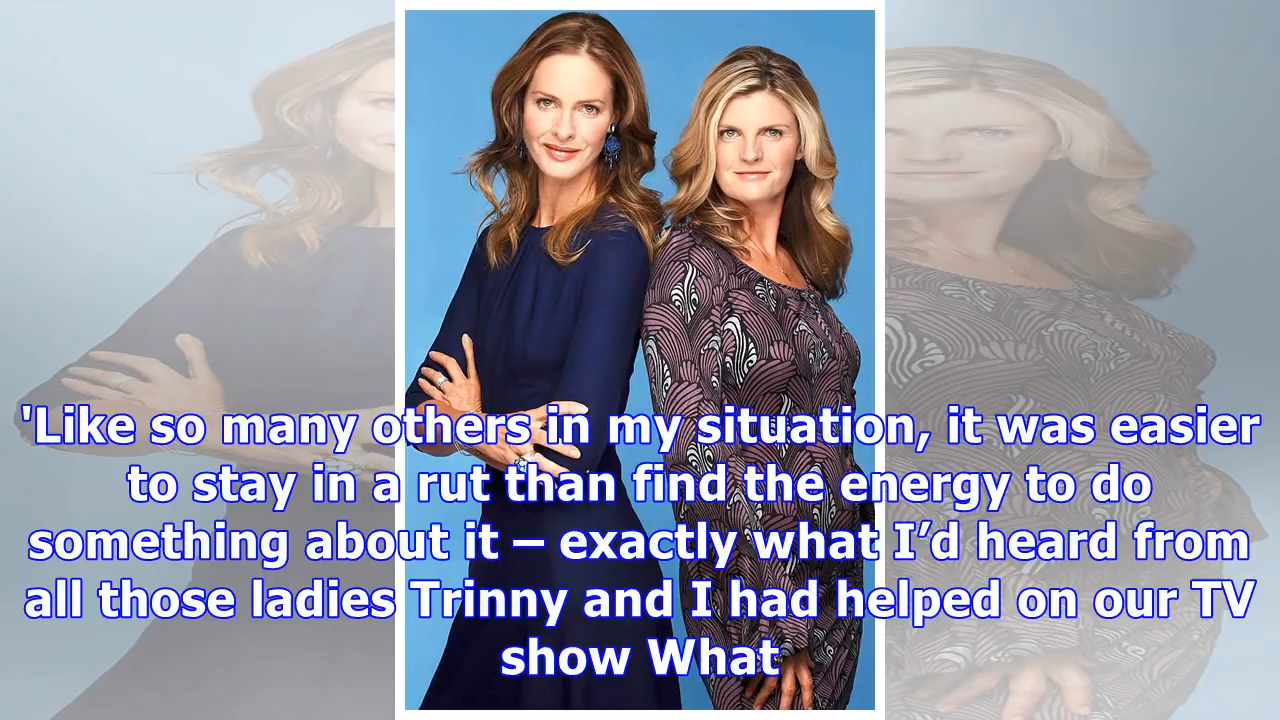 'Like so many others in my situation, it was easier
to stay in a rut than find the energy to do
something about it – exactly what I’d heard from
all those ladies Trinny and I had helped on our TV
show What